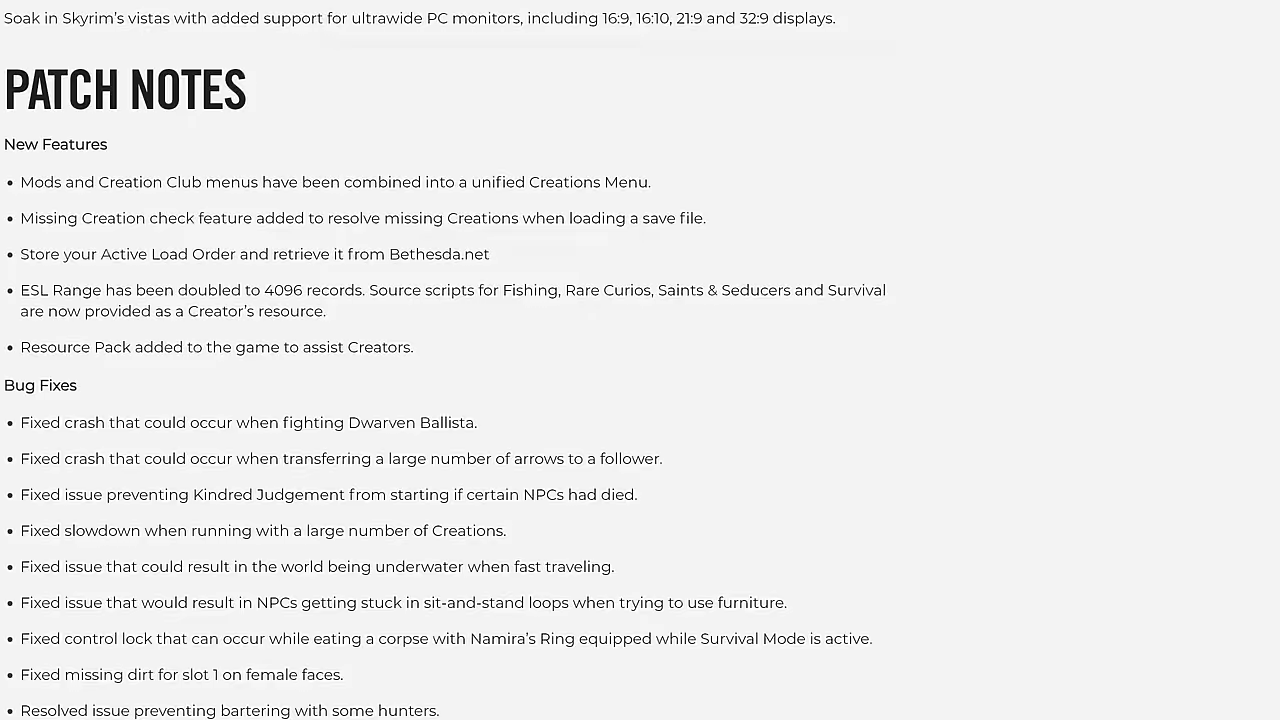 Soak in Skyrim's vistas with added support for ultrawide PC monitors, including 16:9, 16:10, 21:9 and 32:9 displays.
PATCH NOTES
New Features
• Mods and Creation Club menus have been combined into a unified Creations Menu.
• Missing Creation check feature added to resolve missing Creations when loading a save file.
• Store your Active Load Order and retrieve it from Bethesda.net
• ESL Range has been doubled to 4096 records. Source scripts for Fishing, Rare Curios, Saints & Seducers and Survival
are now provided as a Creator's resource.
• Resource Pack added to the game to assist Creators.
Bug Fixes
• Fixed crash that could occur when fighting Dwarven Ballista.
• Fixed crash that could occur when transferring a large number of arrows to a follower.
• Fixed issue preventing Kindred Judgement from starting if certain NPCs had died.
• Fixed slowdown when running with a large number of Creations.
• Fixed issue that could result in the world being underwater when fast traveling.
• Fixed issue that would result in NPCs getting stuck in sit-and-stand loops when trying to use furniture.
• Fixed control lock that can occur while eating a corpse with Namira's Ring equipped while Survival Mode is active.
• Fixed missing dirt for slot 1 on female faces.
• Resolved issue preventing bartering with some hunters.